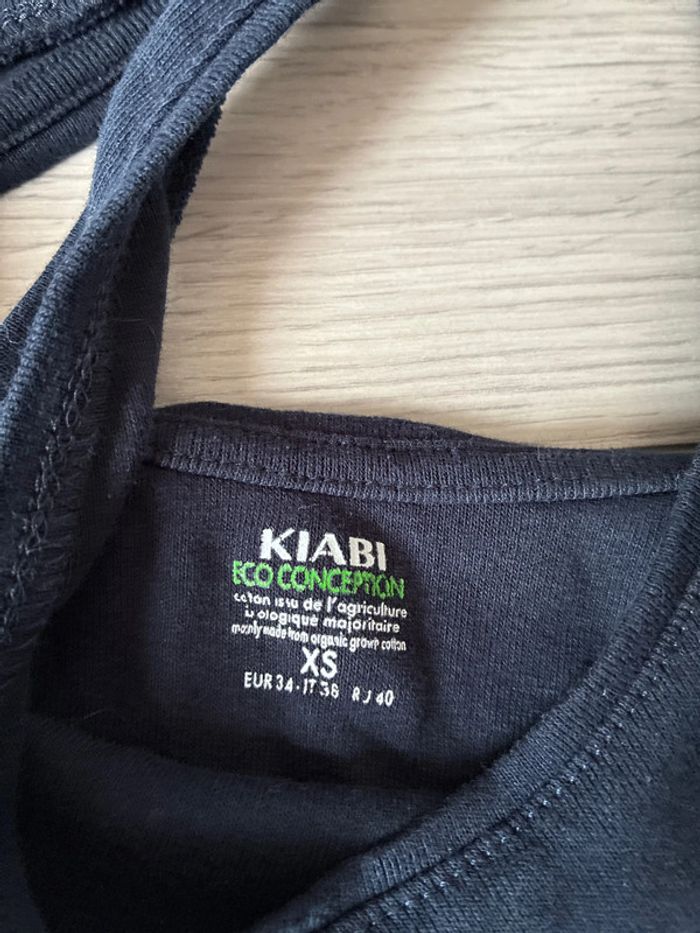 KIABI
ECO CONCEPTION
coton issu de l'agriculture
biologique majoritaire
mainly made from organic grown cotton
XS
EUR 34 - IT 38 RU 40